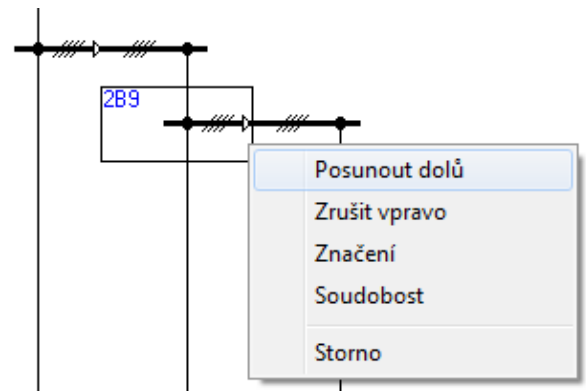 2B9
Posunout dolů
Zrušit vpravo
Značení
Soudobost
Storno